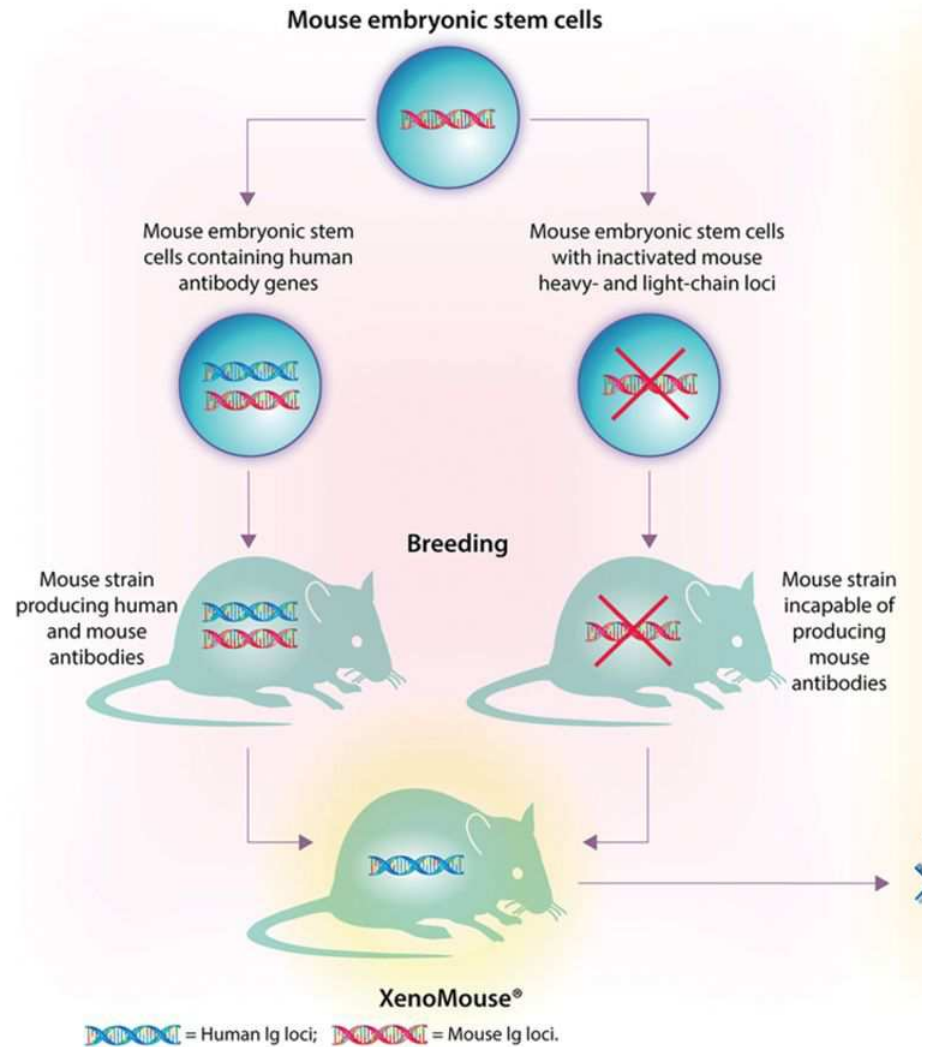 Mouse embryonic stem cells
Mouse embryonic stem
cells containing human
antibody genes
Mouse embryonic stem cells
with inactivated mouse
heavy- and light-chain loci
Breeding
Mouse strain
producing human
and mouse
antibodies
Mouse strain
incapable of
producing
mouse
antibodies
XenoMouse®
= Human Ig loci; = Mouse Ig loci.